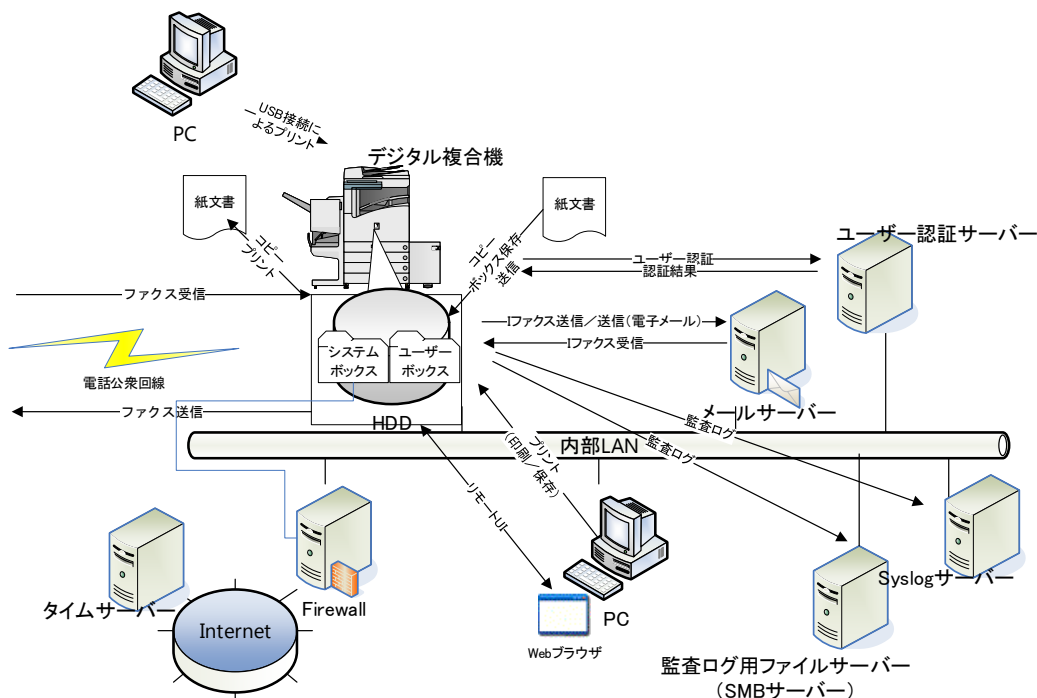 PC
USB接続に
よるプリント
デジタル複合機
紙文書
紙文書
コピー
プリント
コピー
ボックス保存
送信
ユーザー認証サーバー
ユーザー認証
認証結果
ファクス受信
Iファクス送信／送信(電子メール)
Iファクス受信
システム
ボックス
ユーザー
ボックス
電話公衆回線
ファクス送信
HDD
メールサーバー
監査ログ
監査ログ
内部LAN
プリント
(印刷／保存)
リモートUI
タイムサーバー
Firewall
Internet
PC
Webブラウザ
Syslogサーバー
監査ログ用ファイルサーバー
(SMBサーバー)